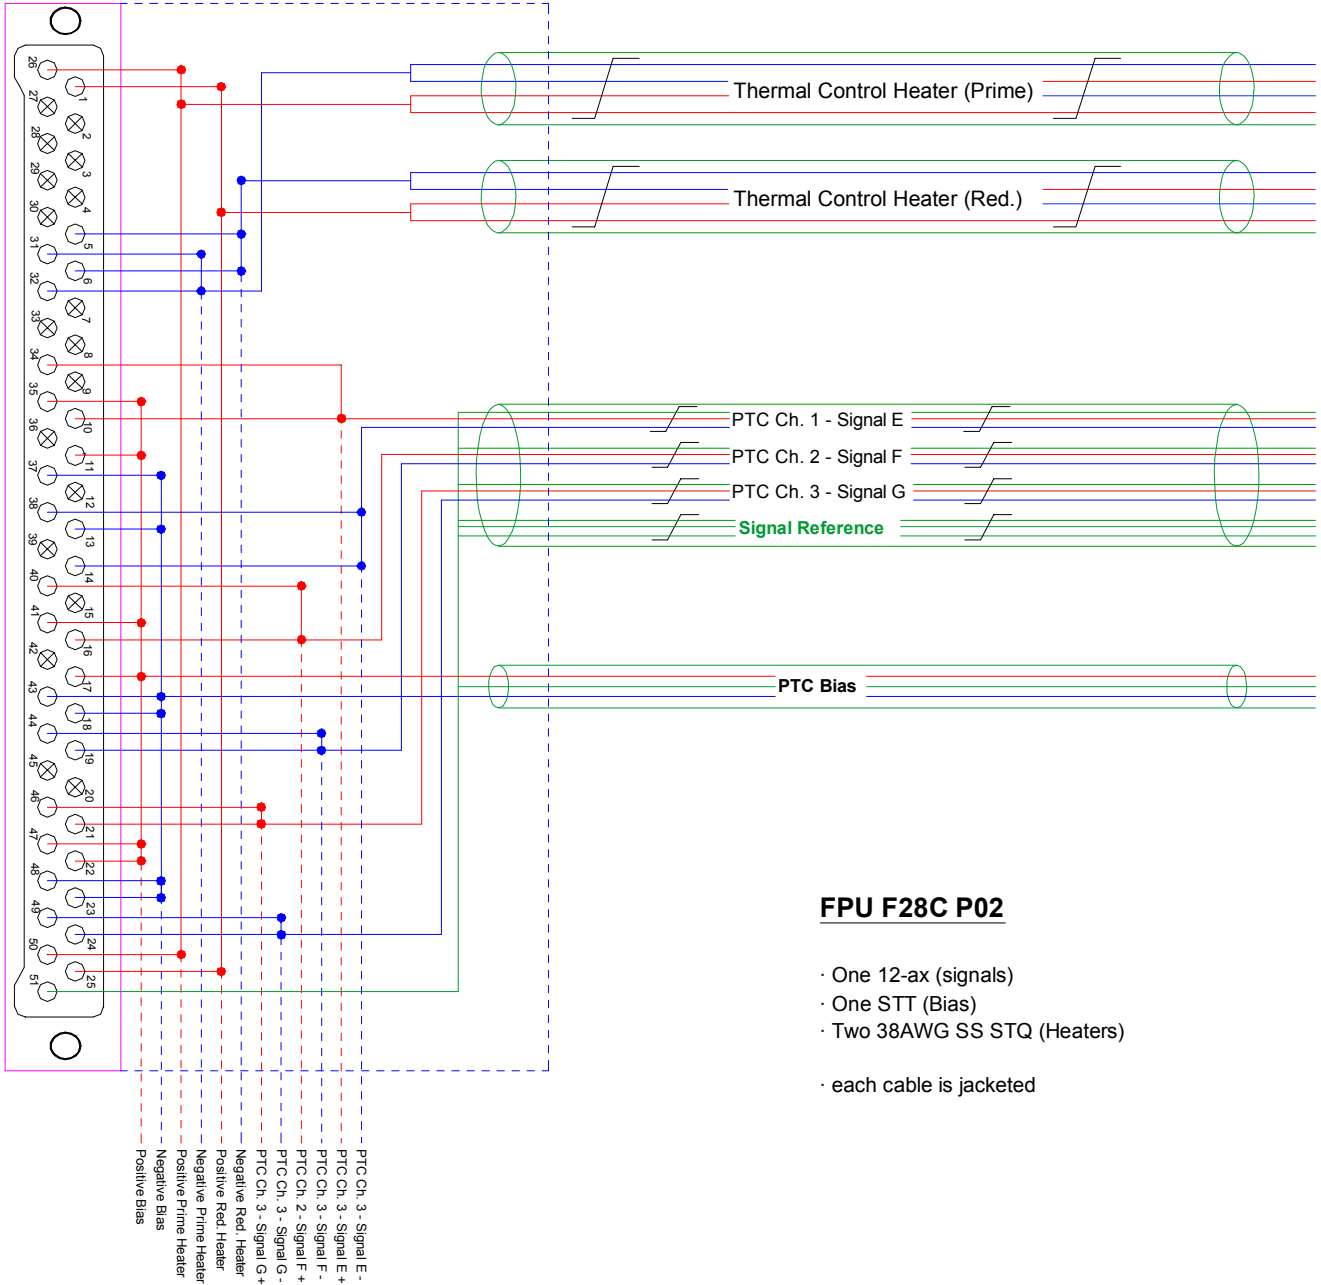 26
1
27
2
28
3
29
4
30
5
31
6
32
7
33
8
34
9
35
10
36
11
37
12
38
13
39
14
40
15
41
16
42
17
43
18
44
19
45
20
46
21
47
22
48
23
49
24
50
25
51
Thermal Control Heater (Prime)
Thermal Control Heater (Red.)
PTC Ch. 1 - Signal E
PTC Ch. 2 - Signal F
PTC Ch. 3 - Signal G
Signal Reference
PTC Bias
FPU F28C P02
· One 12-ax (signals)
· One STT (Bias)
· Two 38AWG SS STQ (Heaters)
· each cable is jacketed
Positive Bias
Negative Bias
Positive Prime Heater
Negative Prime Heater
Positive Red. Heater
Negative Red. Heater
PTC Ch. 3 - Signal G +
PTC Ch. 3 - Signal G -
PTC Ch. 2 - Signal F +
PTC Ch. 3 - Signal F -
PTC Ch. 3 - Signal E +
PTC Ch. 3 - Signal E -